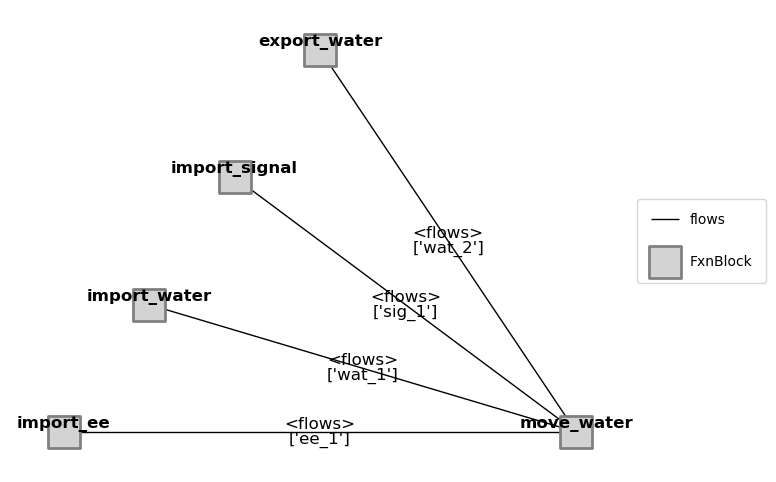 export_water
import_signal
flows
<flows>
['wat_2']
FxnBlock
import_water
<flows>
['sig_1']
<flows>
['wat_1']
import_ee
<flows>
['ee_1']
move_water